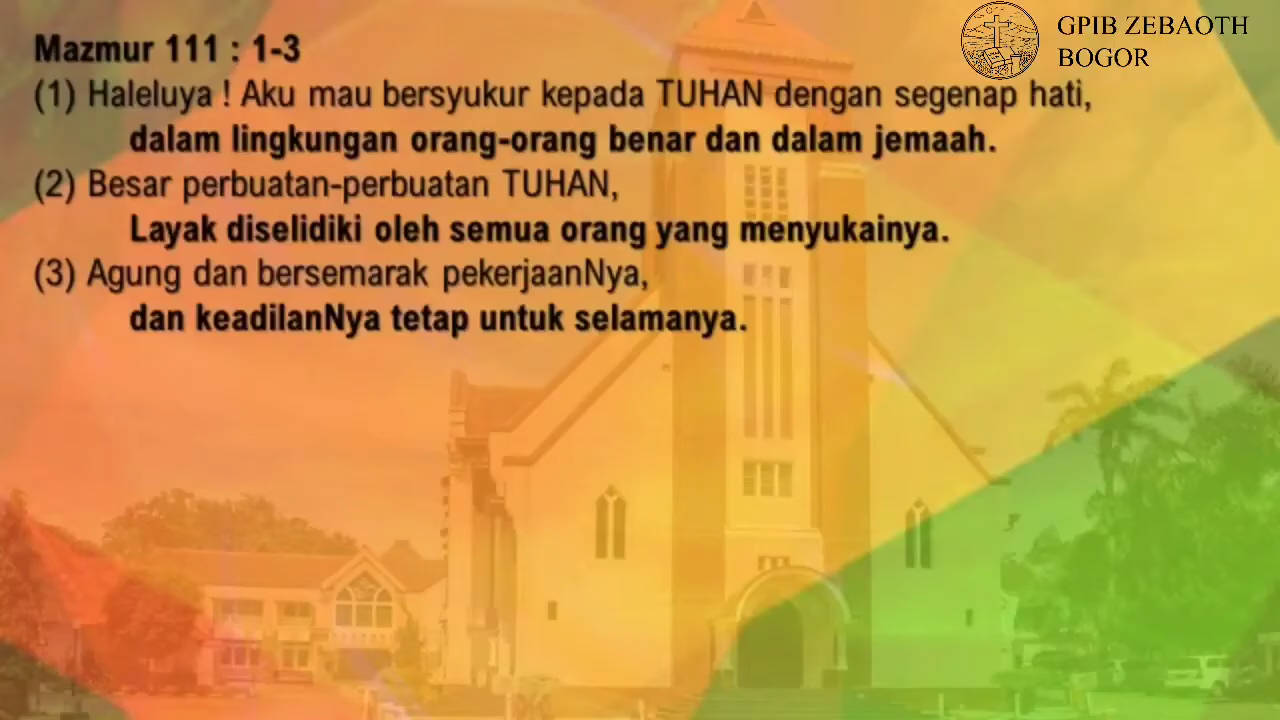 GPIB ZEBAOTH
BOGOR
Mazmur 111 : 1-3
(1) Haleluya ! Aku mau bersyukur kepada TUHAN dengan segenap hati,
dalam lingkungan orang-orang benar dan dalam jemaah.
(2) Besar perbuatan-perbuatan TUHAN,
Layak diselidiki oleh semua orang yang menyukainya.
(3) Agung dan bersemarak pekerjaanNya,
dan keadilanNya tetap untuk selamanya.